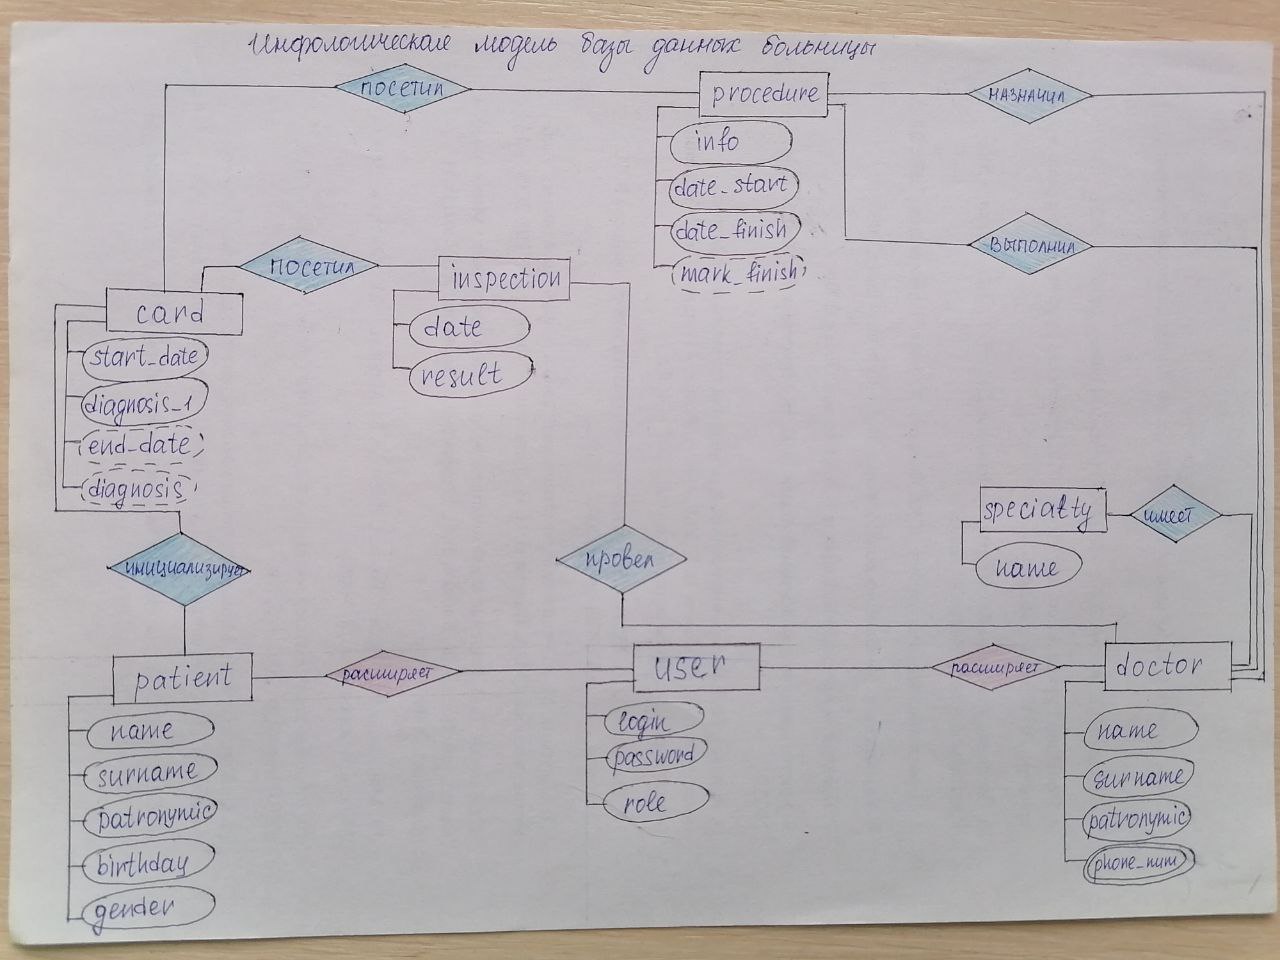 Инфологическая модель базы данных больницы
посетил
procedure
назначил
info
date_start
date_finish
mark_finish
выполнил
посетил
inspection
date
result
card
start_date
diagnosis_1
end_date
diagnosis
specialty
имеет
name
инициализирует
провел
patient
расширяет
user
расширяет
doctor
name
surname
patronymic
birthday
gender
login
password
role
name
surname
patronymic
phone_num